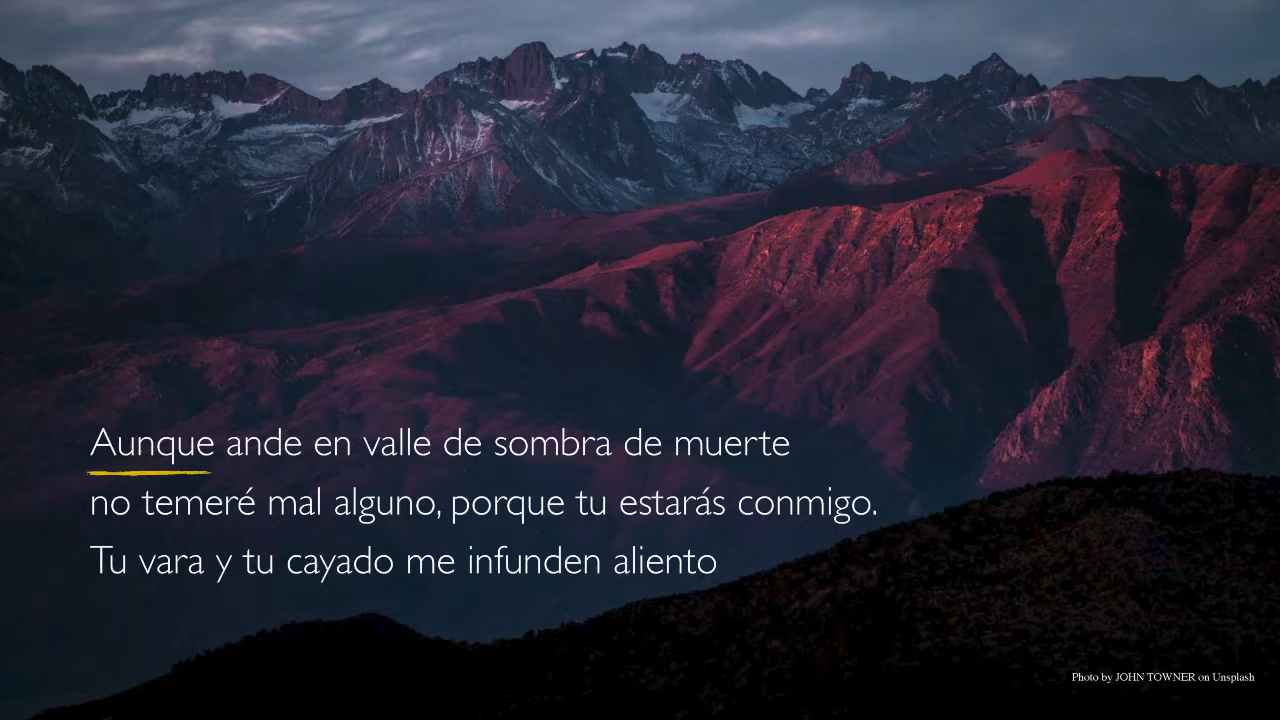 Aunque ande en valle de sombra de muerte
no temeré mal alguno, porque tu estarás conmigo.
Tu vara y tu cayado me infunden aliento
Photo by JOHN TOWNER on Unsplash